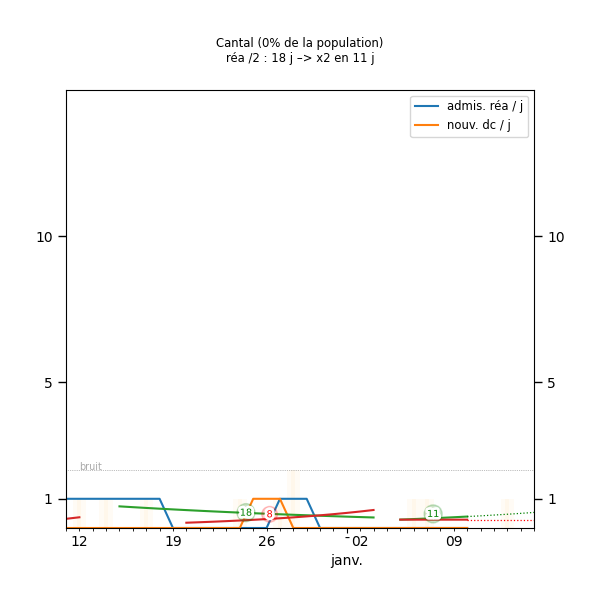 Cantal (0% de la population)
réa /2 : 18 j –> x2 en 11 j
admis. réa / j
nouv. dc / j
10
10
5
5
bruit
1
1
18
8
11
12
19
26
02
09
janv.